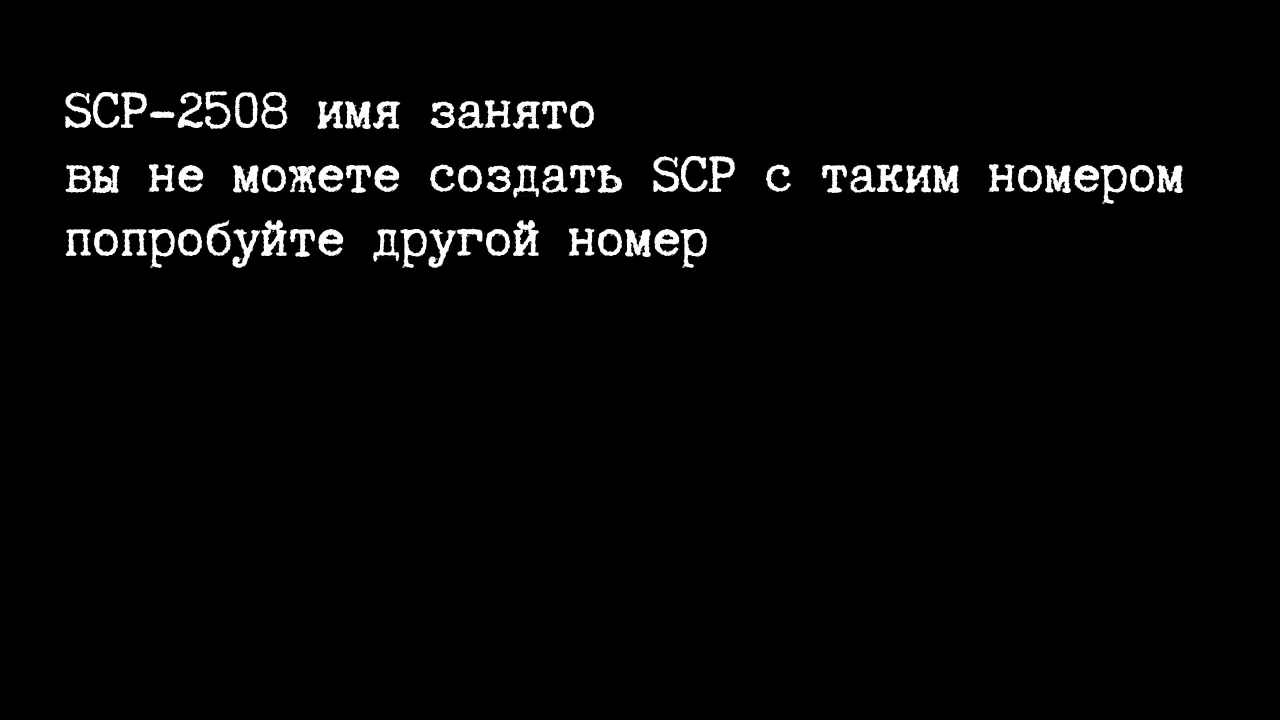 SCP-2508 имя занято
вы не можете создать SCP с таким номером
попробуйте другой номер